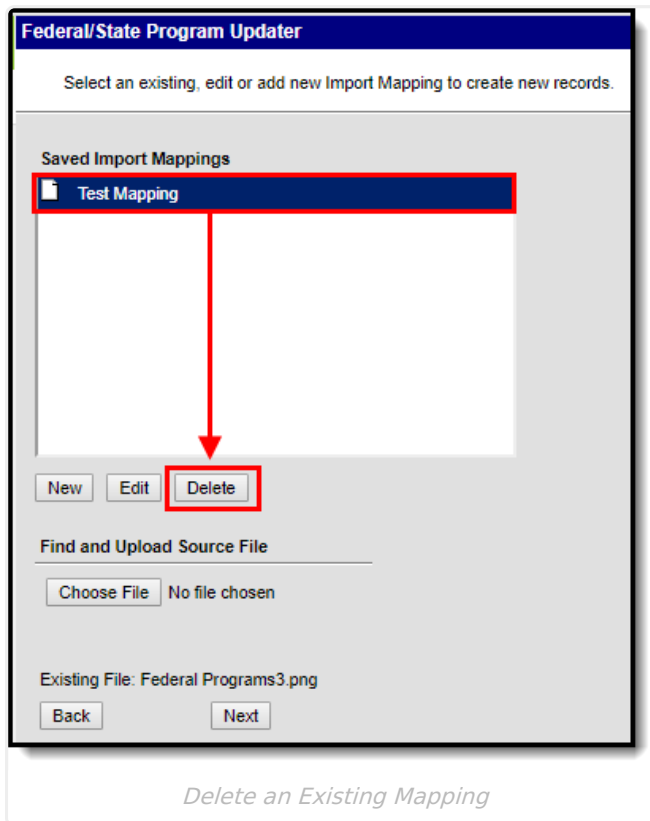 Federal/State Program Updater
Select an existing, edit or add new Import Mapping to create new records.
Saved Import Mappings
Test Mapping
New Edit Delete
Find and Upload Source File
Choose File No file chosen
Existing File: Federal Programs3.png
Back Next
Delete an Existing Mapping